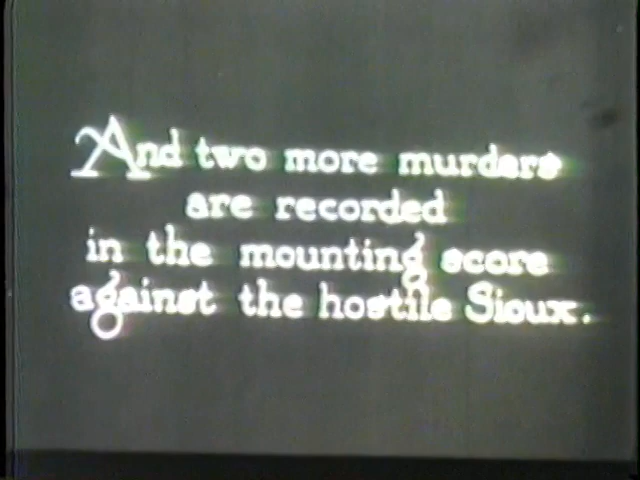 And two more murders
are recorded
in the mounting score
against the hostile Sioux.